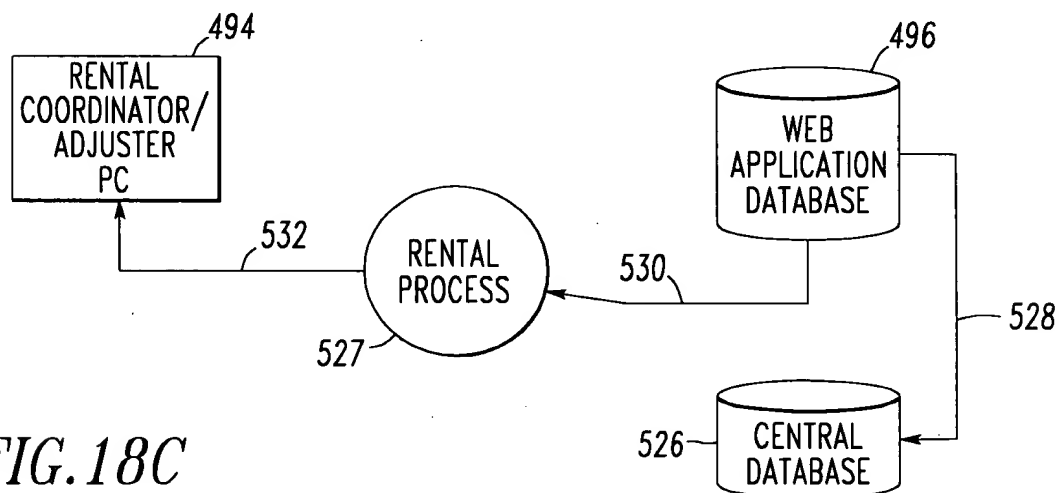 494
RENTAL
COORDINATOR/
ADJUSTER
PC
496
WEB
APPLICATION
DATABASE
532
RENTAL
PROCESS
530
528
527
526
CENTRAL
DATABASE
FIG.18C